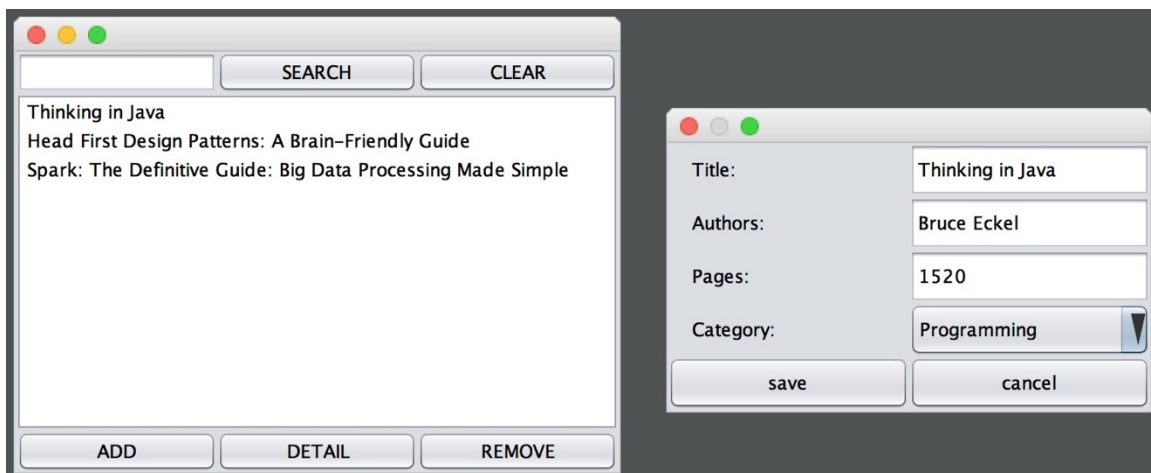 SEARCH CLEAR
Thinking in Java
Head First Design Patterns: A Brain-Friendly Guide
Spark: The Definitive Guide: Big Data Processing Made Simple
ADD DETAIL REMOVE
Title: Thinking in Java
Authors: Bruce Eckel
Pages: 1520
Category: Programming
save cancel